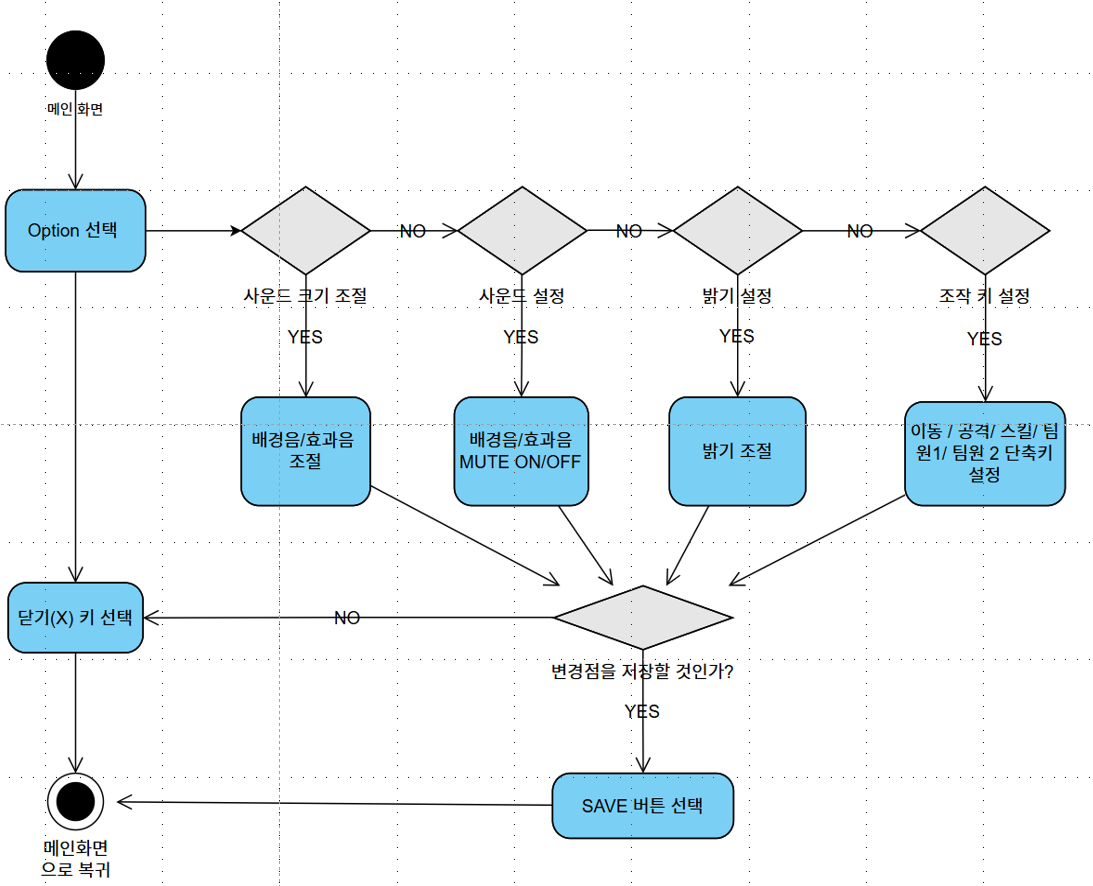 메인 화면
Option 선택
NO
NO
NO
사운드 크기 조절
사운드 설정
밝기 설정
조작 키 설정
YES
YES
YES
YES
배경음/효과음
조절
배경음/효과음
MUTE ON/OFF
밝기 조절
이동 / 공격/ 스킬/ 팀
원1/ 팀원 2 단축키
설정
닫기(X) 키 선택
NO
변경점을 저장할 것인가?
YES
SAVE 버튼 선택
메인화면
으로 복귀